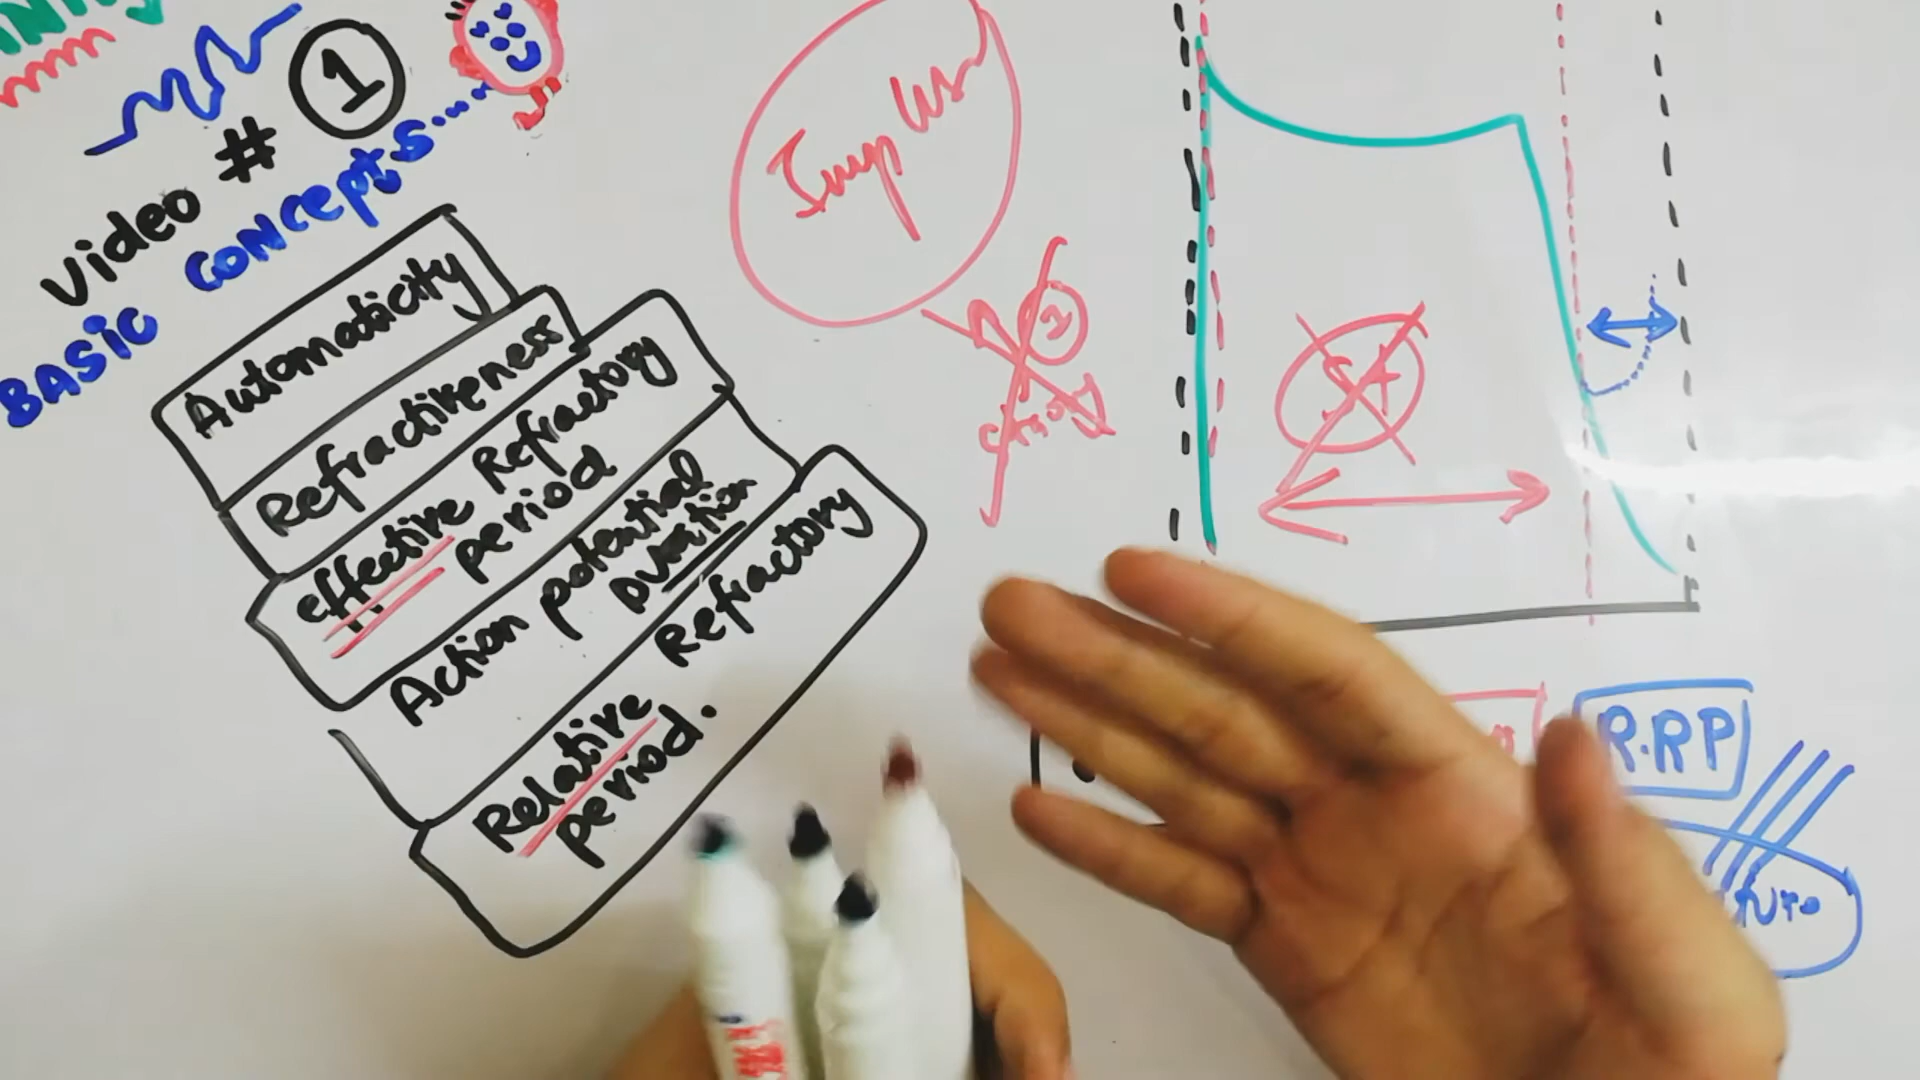 Video # 1
BASIC CONCEPTS.....
Automaticity
Refractiveness
effective Refractory
period
Action potential
Duration
Relative Refractory
period.
R.RP